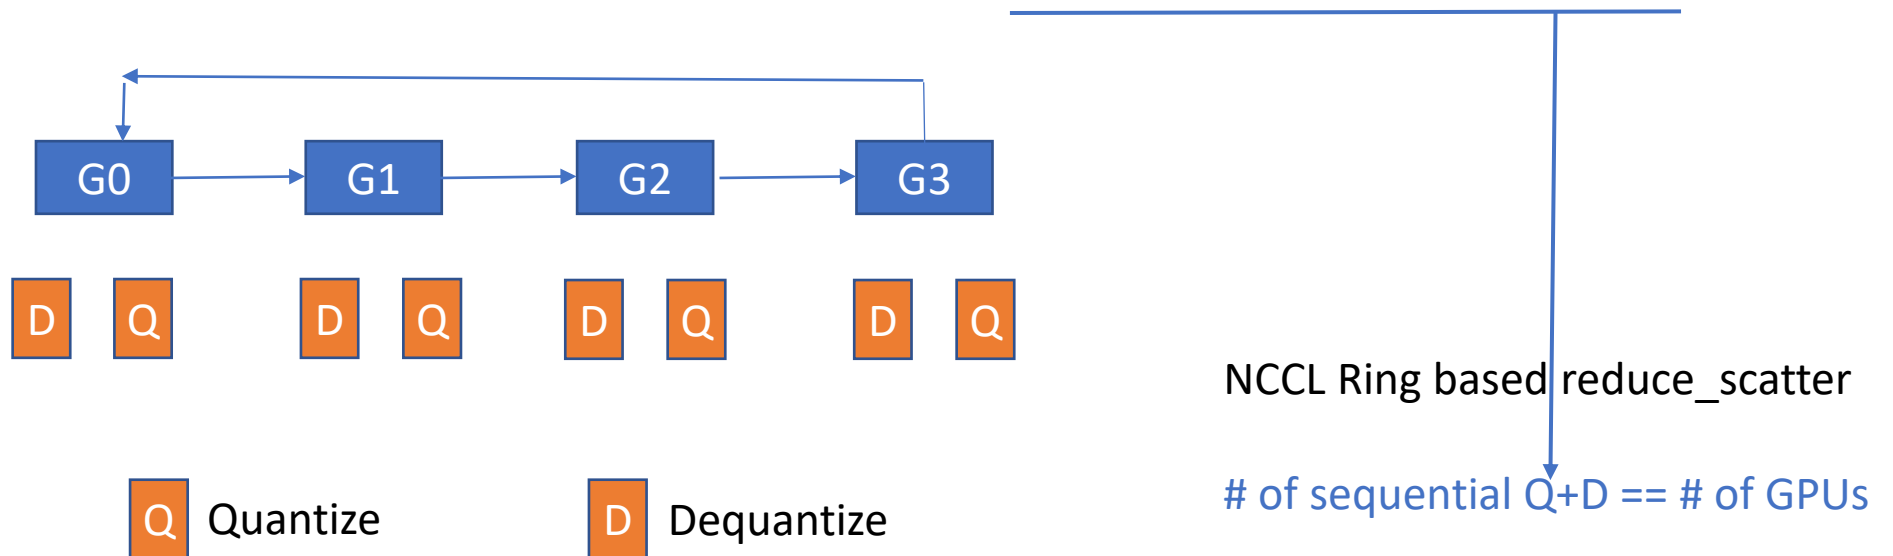 G0 G1 G2 G3
D Q D Q D Q D Q
NCCL Ring based reduce_scatter
# of sequential Q+D == # of GPUs
Q Quantize D Dequantize